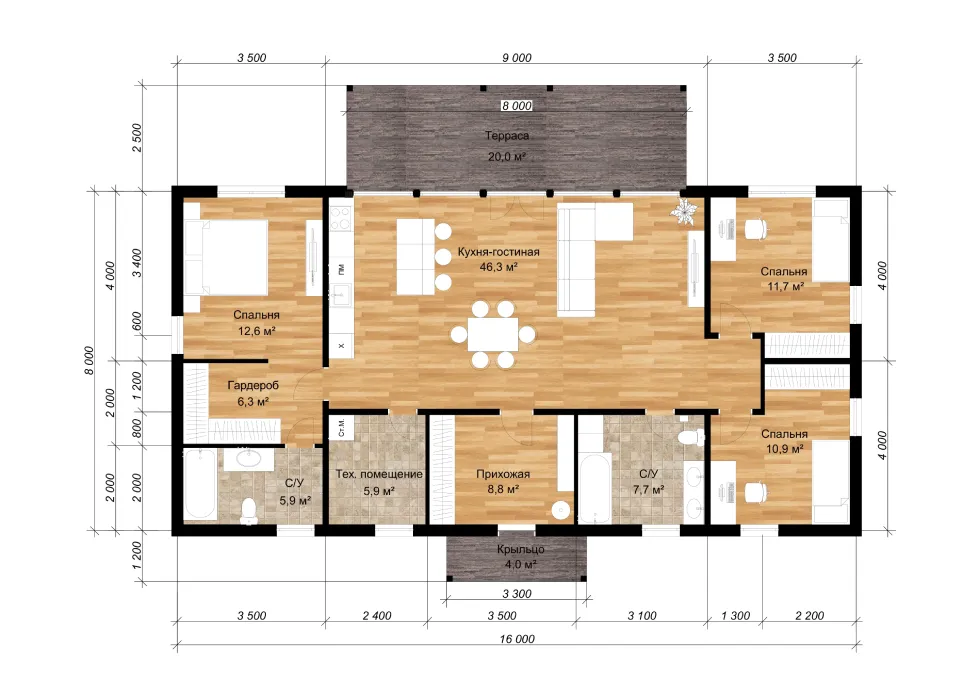 3 500
9 000
3 500
8 000
2 500
Терраса
20,0 м²
8 000
4 000
2 000
2 000
3 400
600
1 200
800
2 000
1 200
4 000
4 000
ПМ
Х
Кухня-гостиная
46,3 м²
Спальня
12,6 м²
Спальня
11,7 м²
Гардероб
6,3 м²
Ст.М.
Спальня
10,9 м²
С/У
5,9 м²
Тех. помещение
5,9 м²
Прихожая
8,8 м²
С/У
7,7 м²
Крыльцо
4,0 м²
3 300
3 500
2 400
3 500
3 100
1 300
2 200
16 000